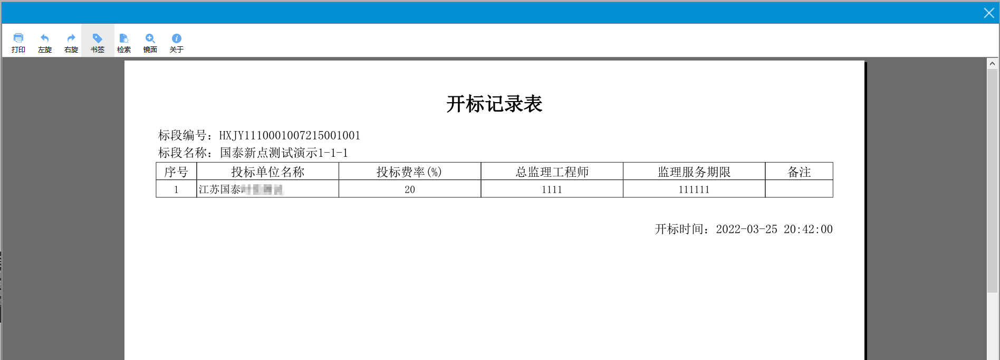 打印 左旋 右旋 书签 检索 镜面 关于
开标记录表
标段编号：HXJY1110001007215001001
标段名称：国泰新点测试演示1-1-1
序号 投标单位名称 投标费率(%) 总监理工程师 监理服务期限 备注
1 江苏国泰 20 1111 111111
开标时间：2022-03-25 20:42:00